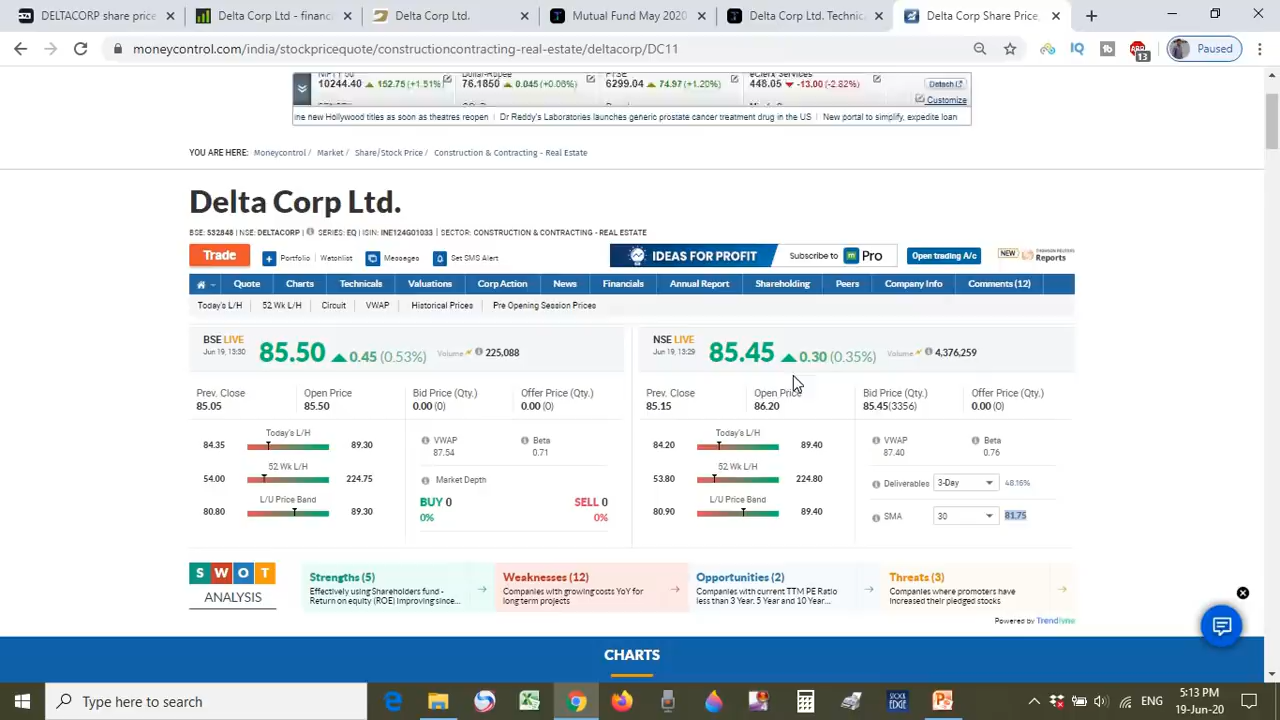 DELTACORP share price
Delta Corp Ltd - financi
Delta Corp Ltd.
Mutual Fund May 2020
Delta Corp Ltd. Technic
Delta Corp Share Price,
moneycontrol.com/india/stockpricequote/constructioncontracting-real-estate/deltacorp/DC11
IQ
13
Paused
NIFTY 50 Dollar-Rupee FTSE eClerx Services
10244.40 152.75 (+1.51%) 76.1850 0.045 (+0.06%) 6299.04 74.97 (+1.20%) 448.05 -13.00 (-2.82%) Detach
Customize
ine new Hollywood titles as soon as theatres reopen | Dr Reddy's Laboratories launches generic prostate cancer treatment drug in the US | New portal to simplify, expedite loan
YOU ARE HERE: Moneycontrol / Market / Share/Stock Price / Construction & Contracting - Real Estate
Delta Corp Ltd.
BSE: 532848 | NSE: DELTACORP | SERIES: EQ | ISIN: INE124G01033 | SECTOR: CONSTRUCTION & CONTRACTING - REAL ESTATE
Trade Portfolio Watchlist Messages Set SMS Alert IDEAS FOR PROFIT Subscribe to m Pro Open trading A/c NEW Reports
Quote Charts Technicals Valuations Corp Action News Financials Annual Report Shareholding Peers Company Info Comments (12)
Today's L/H 52 Wk L/H Circuit VWAP Historical Prices Pre Opening Session Prices
BSE LIVE
Jun 19, 13:30
85.50 0.45 (0.53%) Volume 225,088
NSE LIVE
Jun 19, 13:29
85.45 0.30 (0.35%) Volume 4,376,259
Prev. Close Open Price Bid Price (Qty.) Offer Price (Qty.)
85.05 85.50 0.00 (0) 0.00 (0)
Prev. Close Open Price Bid Price (Qty.) Offer Price (Qty.)
85.15 86.20 85.45(3356) 0.00 (0)
Today's L/H
84.35 89.30
52 Wk L/H
54.00 224.75
L/U Price Band
80.80 89.30
VWAP Beta
87.54 0.71
Market Depth
BUY 0 SELL 0
0% 0%
Today's L/H
84.20 89.40
52 Wk L/H
53.80 224.80
L/U Price Band
80.90 89.40
VWAP Beta
87.40 0.76
Deliverables 3-Day 48.16%
SMA 30 81.75
SWOT
ANALYSIS
Strengths (5)
Effectively using Shareholders fund -
Return on equity (ROE) improving since...
Weaknesses (12)
Companies with growing costs YoY for
long term projects
Opportunities (2)
Companies with current TTM PE Ratio
less than 3 Year, 5 Year and 10 Year...
Threats (3)
Companies where promoters have
increased their pledged stocks
Powered by Trendlyne
CHARTS
Type here to search
STOCK
EDGE
ENG
5:13 PM
19-Jun-20